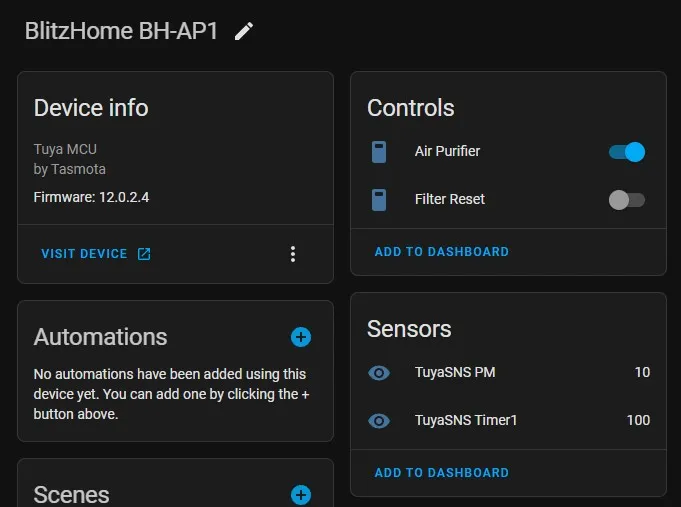 BlitzHome BH-AP1
Device info
Tuya MCU
by Tasmota
Firmware: 12.0.2.4
VISIT DEVICE
Automations
No automations have been added using this
device yet. You can add one by clicking the +
button above.
Scenes
Controls
Air Purifier
Filter Reset
ADD TO DASHBOARD
Sensors
TuyaSNS PM 10
TuyaSNS Timer1 100
ADD TO DASHBOARD